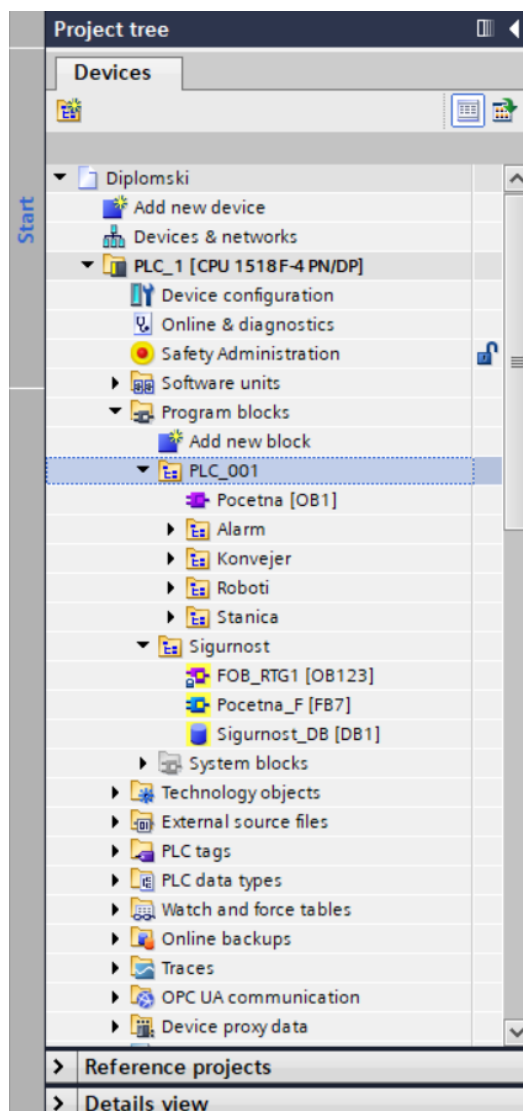 Project tree
Devices
Start
Diplomski
Add new device
Devices & networks
PLC_1 [CPU 1518F-4 PN/DP]
Device configuration
Online & diagnostics
Safety Administration
Software units
Program blocks
Add new block
PLC_001
Pocetna [OB1]
Alarm
Konvejer
Roboti
Stanica
Sigurnost
FOB_RTG1 [OB123]
Pocetna_F [FB7]
Sigurnost_DB [DB1]
System blocks
Technology objects
External source files
PLC tags
PLC data types
Watch and force tables
Online backups
Traces
OPC UA communication
Device proxy data
Reference projects
Details view